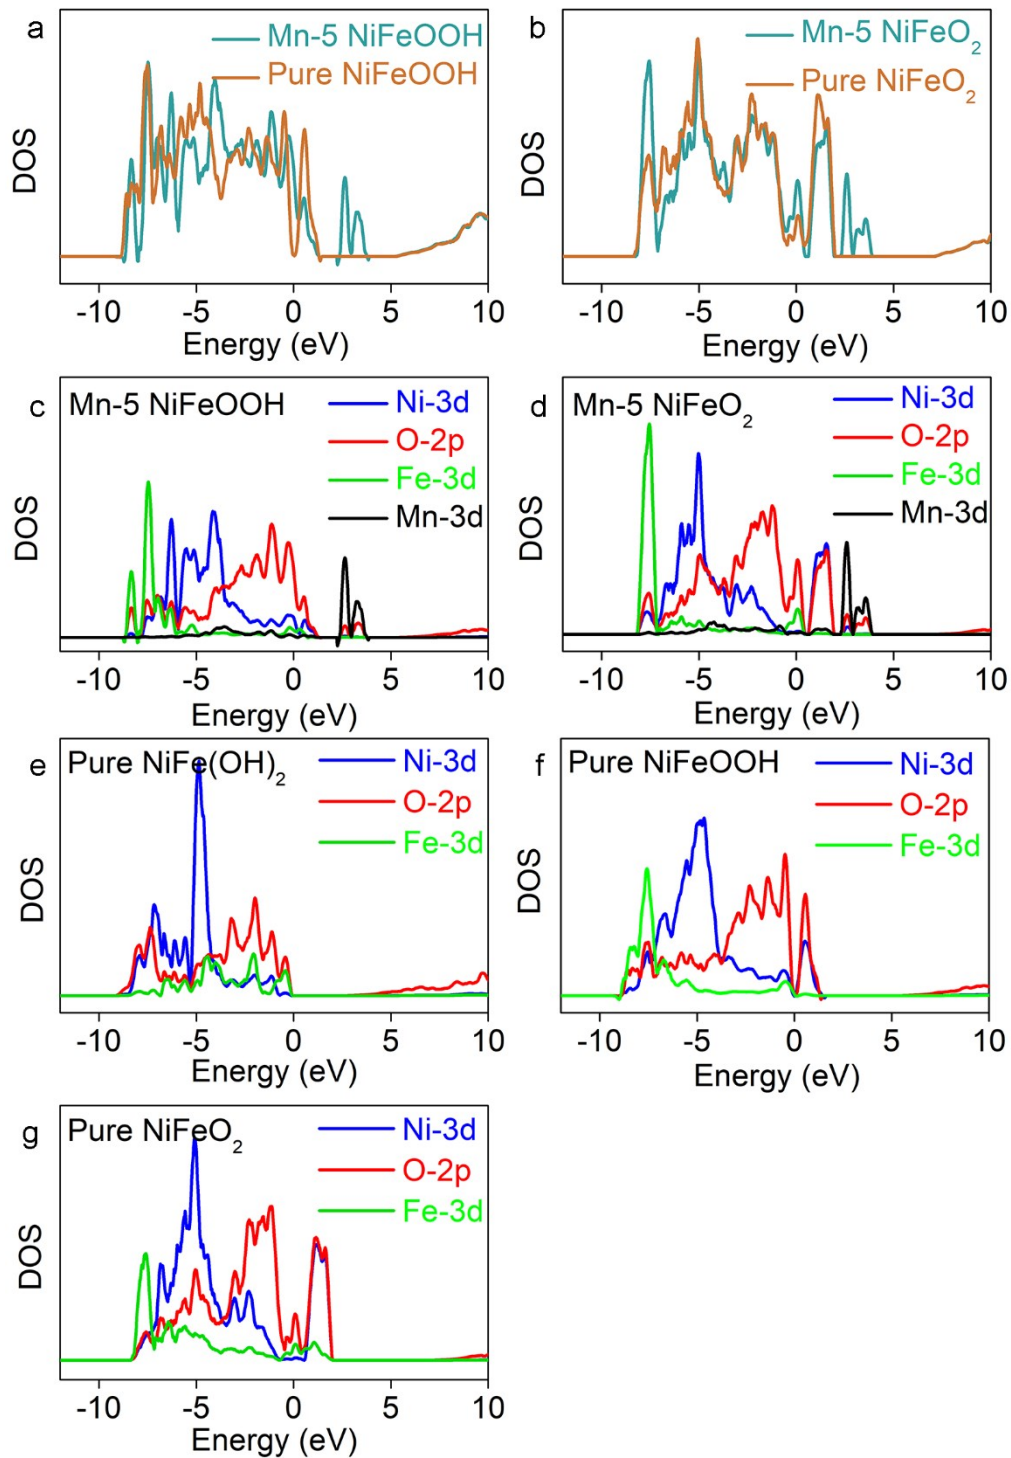 a
Mn-5 NiFeOOH
Pure NiFeOOH
DOS
-10 -5 0 5 10
Energy (eV)
b
Mn-5 NiFeO₂
Pure NiFeO₂
DOS
-10 -5 0 5 10
Energy (eV)
c
Mn-5 NiFeOOH
Ni-3d
O-2p
Fe-3d
Mn-3d
DOS
-10 -5 0 5 10
Energy (eV)
d
Mn-5 NiFeO₂
Ni-3d
O-2p
Fe-3d
Mn-3d
DOS
-10 -5 0 5 10
Energy (eV)
e
Pure NiFe(OH)₂
Ni-3d
O-2p
Fe-3d
DOS
-10 -5 0 5 10
Energy (eV)
f
Pure NiFeOOH
Ni-3d
O-2p
Fe-3d
DOS
-10 -5 0 5 10
Energy (eV)
g
Pure NiFeO₂
Ni-3d
O-2p
Fe-3d
DOS
-10 -5 0 5 10
Energy (eV)